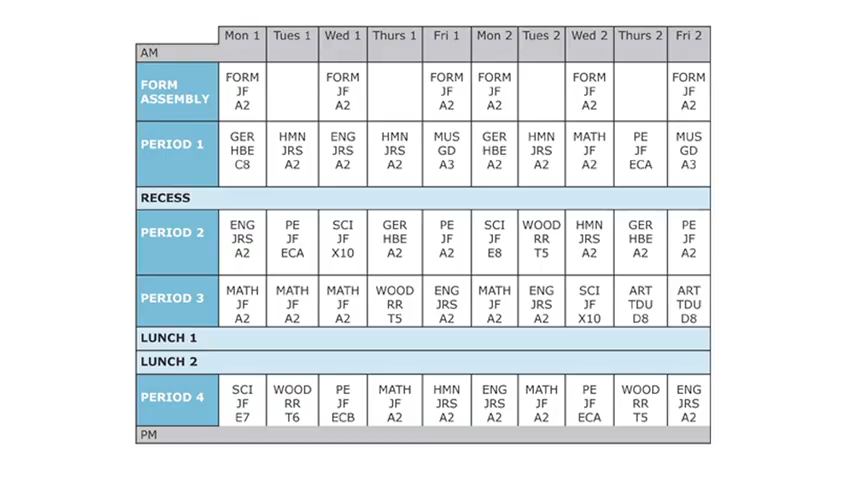 Mon 1 Tues 1 Wed 1 Thurs 1 Fri 1 Mon 2 Tues 2 Wed 2 Thurs 2 Fri 2
AM
FORM ASSEMBLY
FORM FORM FORM FORM FORM FORM
JF JF JF JF JF JF
A2 A2 A2 A2 A2 A2
PERIOD 1
GER HMN ENG HMN MUS GER HMN MATH PE MUS
HBE JRS JRS JRS GD HBE JRS JF JF GD
C8 A2 A2 A2 A3 A2 A2 A2 ECA A3
RECESS
PERIOD 2
ENG PE SCI GER PE SCI WOOD HMN GER PE
JRS JF JF HBE JF JF RR JRS HBE JF
A2 ECA X10 A2 A2 E8 T5 A2 A2 A2
PERIOD 3
MATH MATH MATH WOOD ENG MATH ENG SCI ART ART
JF JF JF RR JRS JF JRS JF TDU TDU
A2 A2 A2 T5 A2 A2 A2 X10 D8 D8
LUNCH 1
LUNCH 2
PERIOD 4
SCI WOOD PE MATH HMN ENG MATH PE WOOD ENG
JF RR JF JF JRS JRS JF JF RR JRS
E7 T6 ECB A2 A2 A2 A2 ECA T5 A2
PM